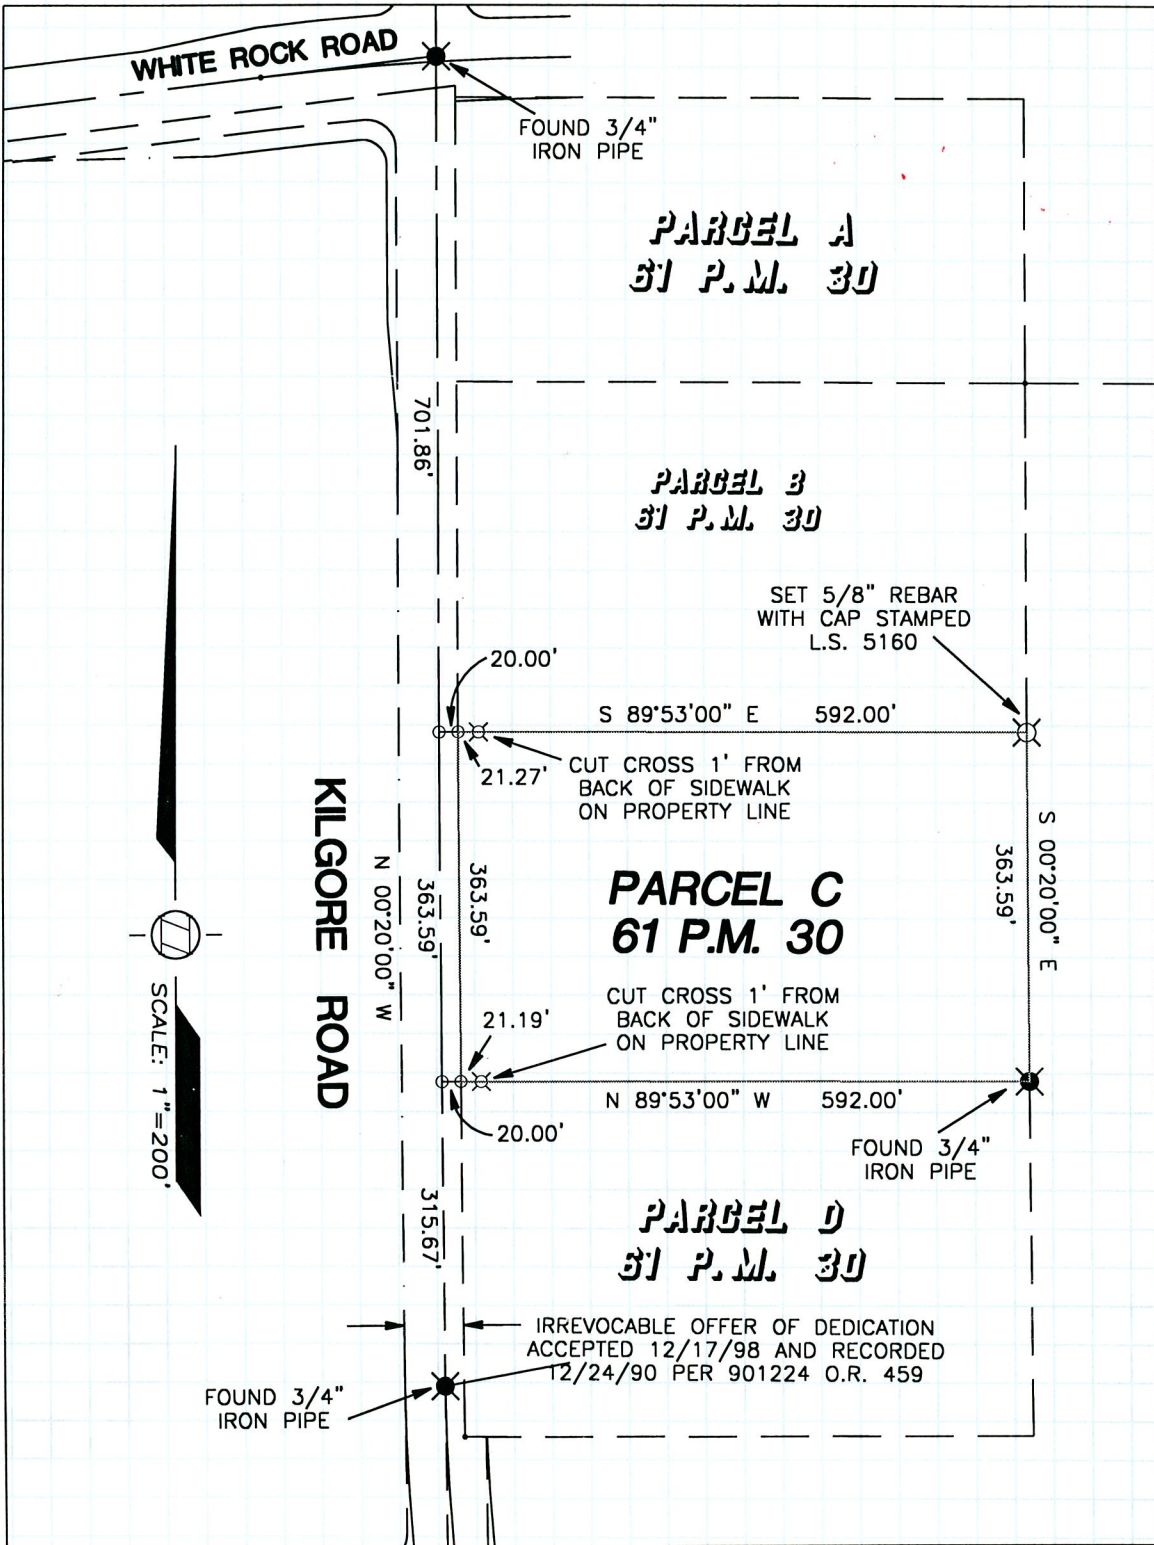 WHITE ROCK ROAD
FOUND 3/4"
IRON PIPE
PARCEL A
61 P.M. 30
701.86'
PARCEL B
61 P.M. 30
SET 5/8" REBAR
WITH CAP STAMPED
L.S. 5160
20.00'
S 89°53'00" E 592.00'
21.27'
CUT CROSS 1' FROM
BACK OF SIDEWALK
ON PROPERTY LINE
KILGORE ROAD
N 00°20'00" W
363.59'
363.59'
PARCEL C
61 P.M. 30
363.59'
S 00°20'00" E
SCALE: 1"=200'
CUT CROSS 1' FROM
BACK OF SIDEWALK
ON PROPERTY LINE
21.19'
N 89°53'00" W 592.00'
20.00'
FOUND 3/4"
IRON PIPE
315.67'
PARCEL D
61 P.M. 30
IRREVOCABLE OFFER OF DEDICATION
ACCEPTED 12/17/98 AND RECORDED
12/24/90 PER 901224 O.R. 459
FOUND 3/4"
IRON PIPE